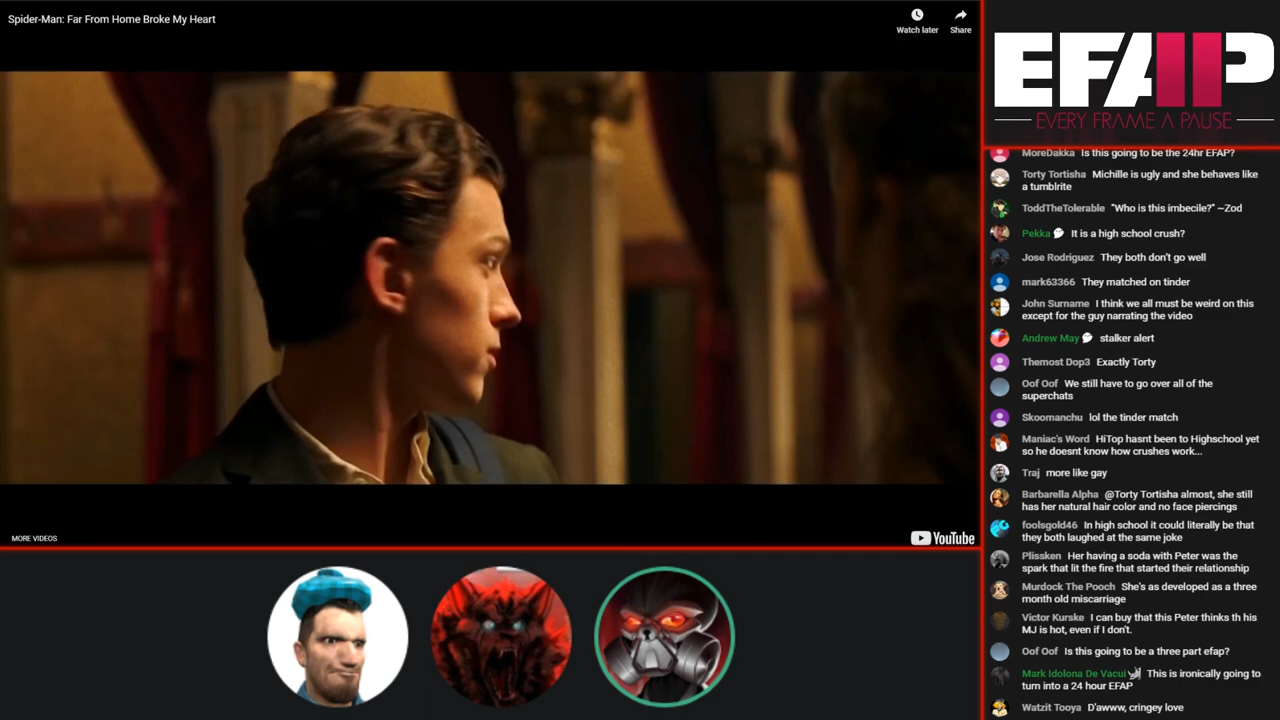 Spider-Man: Far From Home Broke My Heart
Watch later
Share
MORE VIDEOS
YouTube
EFAP
EVERY FRAME A PAUSE
MoreDakka Is this going to be the 24hr EFAP?
Torty Tortisha Michille is ugly and she behaves like
a tumblrite
ToddTheTolerable "Who is this imbecile?" ~Zod
Pekka It is a high school crush?
Jose Rodriguez They both don't go well
mark63366 They matched on tinder
John Surname I think we all must be weird on this
except for the guy narrating the video
Andrew May stalker alert
Themost Dop3 Exactly Torty
Oof Oof We still have to go over all of the
superchats
Skoomanchu lol the tinder match
Maniac's Word HiTop hasnt been to Highschool yet
so he doesnt know how crushes work...
Traj more like gay
Barbarella Alpha @Torty Tortisha almost, she still
has her natural hair color and no face piercings
foolsgold46 In high school it could literally be that
they both laughed at the same joke
Plissken Her having a soda with Peter was the
spark that lit the fire that started their relationship
Murdock The Pooch She's as developed as a three
month old miscarriage
Victor Kurske I can buy that this Peter thinks th his
MJ is hot, even if I don't.
Oof Oof Is this going to be a three part efap?
Mark Idolona De Vacui This is ironically going to
turn into a 24 hour EFAP
Watzit Tooya D'awww, cringey love